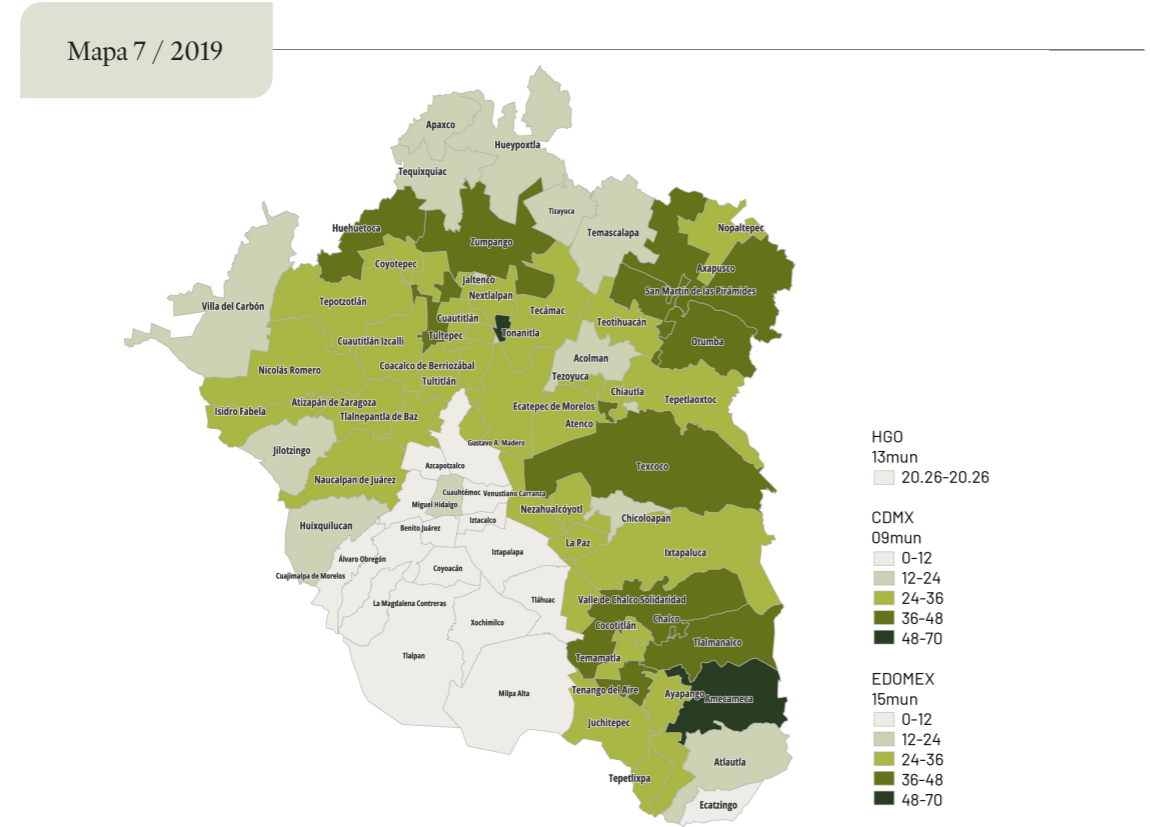 Mapa 7 / 2019
Apaxco
Hueypoxtla
Tequixquiac
Tizayuca
Temascalapa
Huehuetoca
Zumpango
Nopaltepec
Coyotepec
Axapusco
Jaltenco
San Martín de las Pirámides
Nextlalpan
Villa del Carbón
Tepotzotlán
Tecámac
Cuautitlán
Teotihuacán
Tultepec
Tonanitla
Cuautitlán Izcalli
Otumba
Acolman
Coacalco de Berriozábal
Nicolás Romero
Tezoyuca
Tultitlán
Chiautla
Tepetlaoxtoc
Atizapán de Zaragoza
Ecatepec de Morelos
Isidro Fabela
Tlalnepantla de Baz
Atenco
Gustavo A. Madero
Jilotzingo
Azcapotzalco
Texcoco
Naucalpan de Juárez
Cuauhtémoc
Venustiano Carranza
Miguel Hidalgo
Nezahualcóyotl
Chicoloapan
Iztacalco
Huixquilucan
Benito Juárez
La Paz
Iztapalapa
Ixtapaluca
Álvaro Obregón
Coyoacán
Cuajimalpa de Morelos
Tláhuac
Valle de Chalco Solidaridad
La Magdalena Contreras
Chalco
Xochimilco
Cocotitlán
Tlalmanalco
Tlalpan
Temamatla
Tenango del Aire
Milpa Alta
Ayapango
Amecameca
Juchitepec
Atlautla
Tepetlixpa
Ecatzingo
HGO
13mun
20.26-20.26
CDMX
09mun
0-12
12-24
24-36
36-48
48-70
EDOMEX
15mun
0-12
12-24
24-36
36-48
48-70